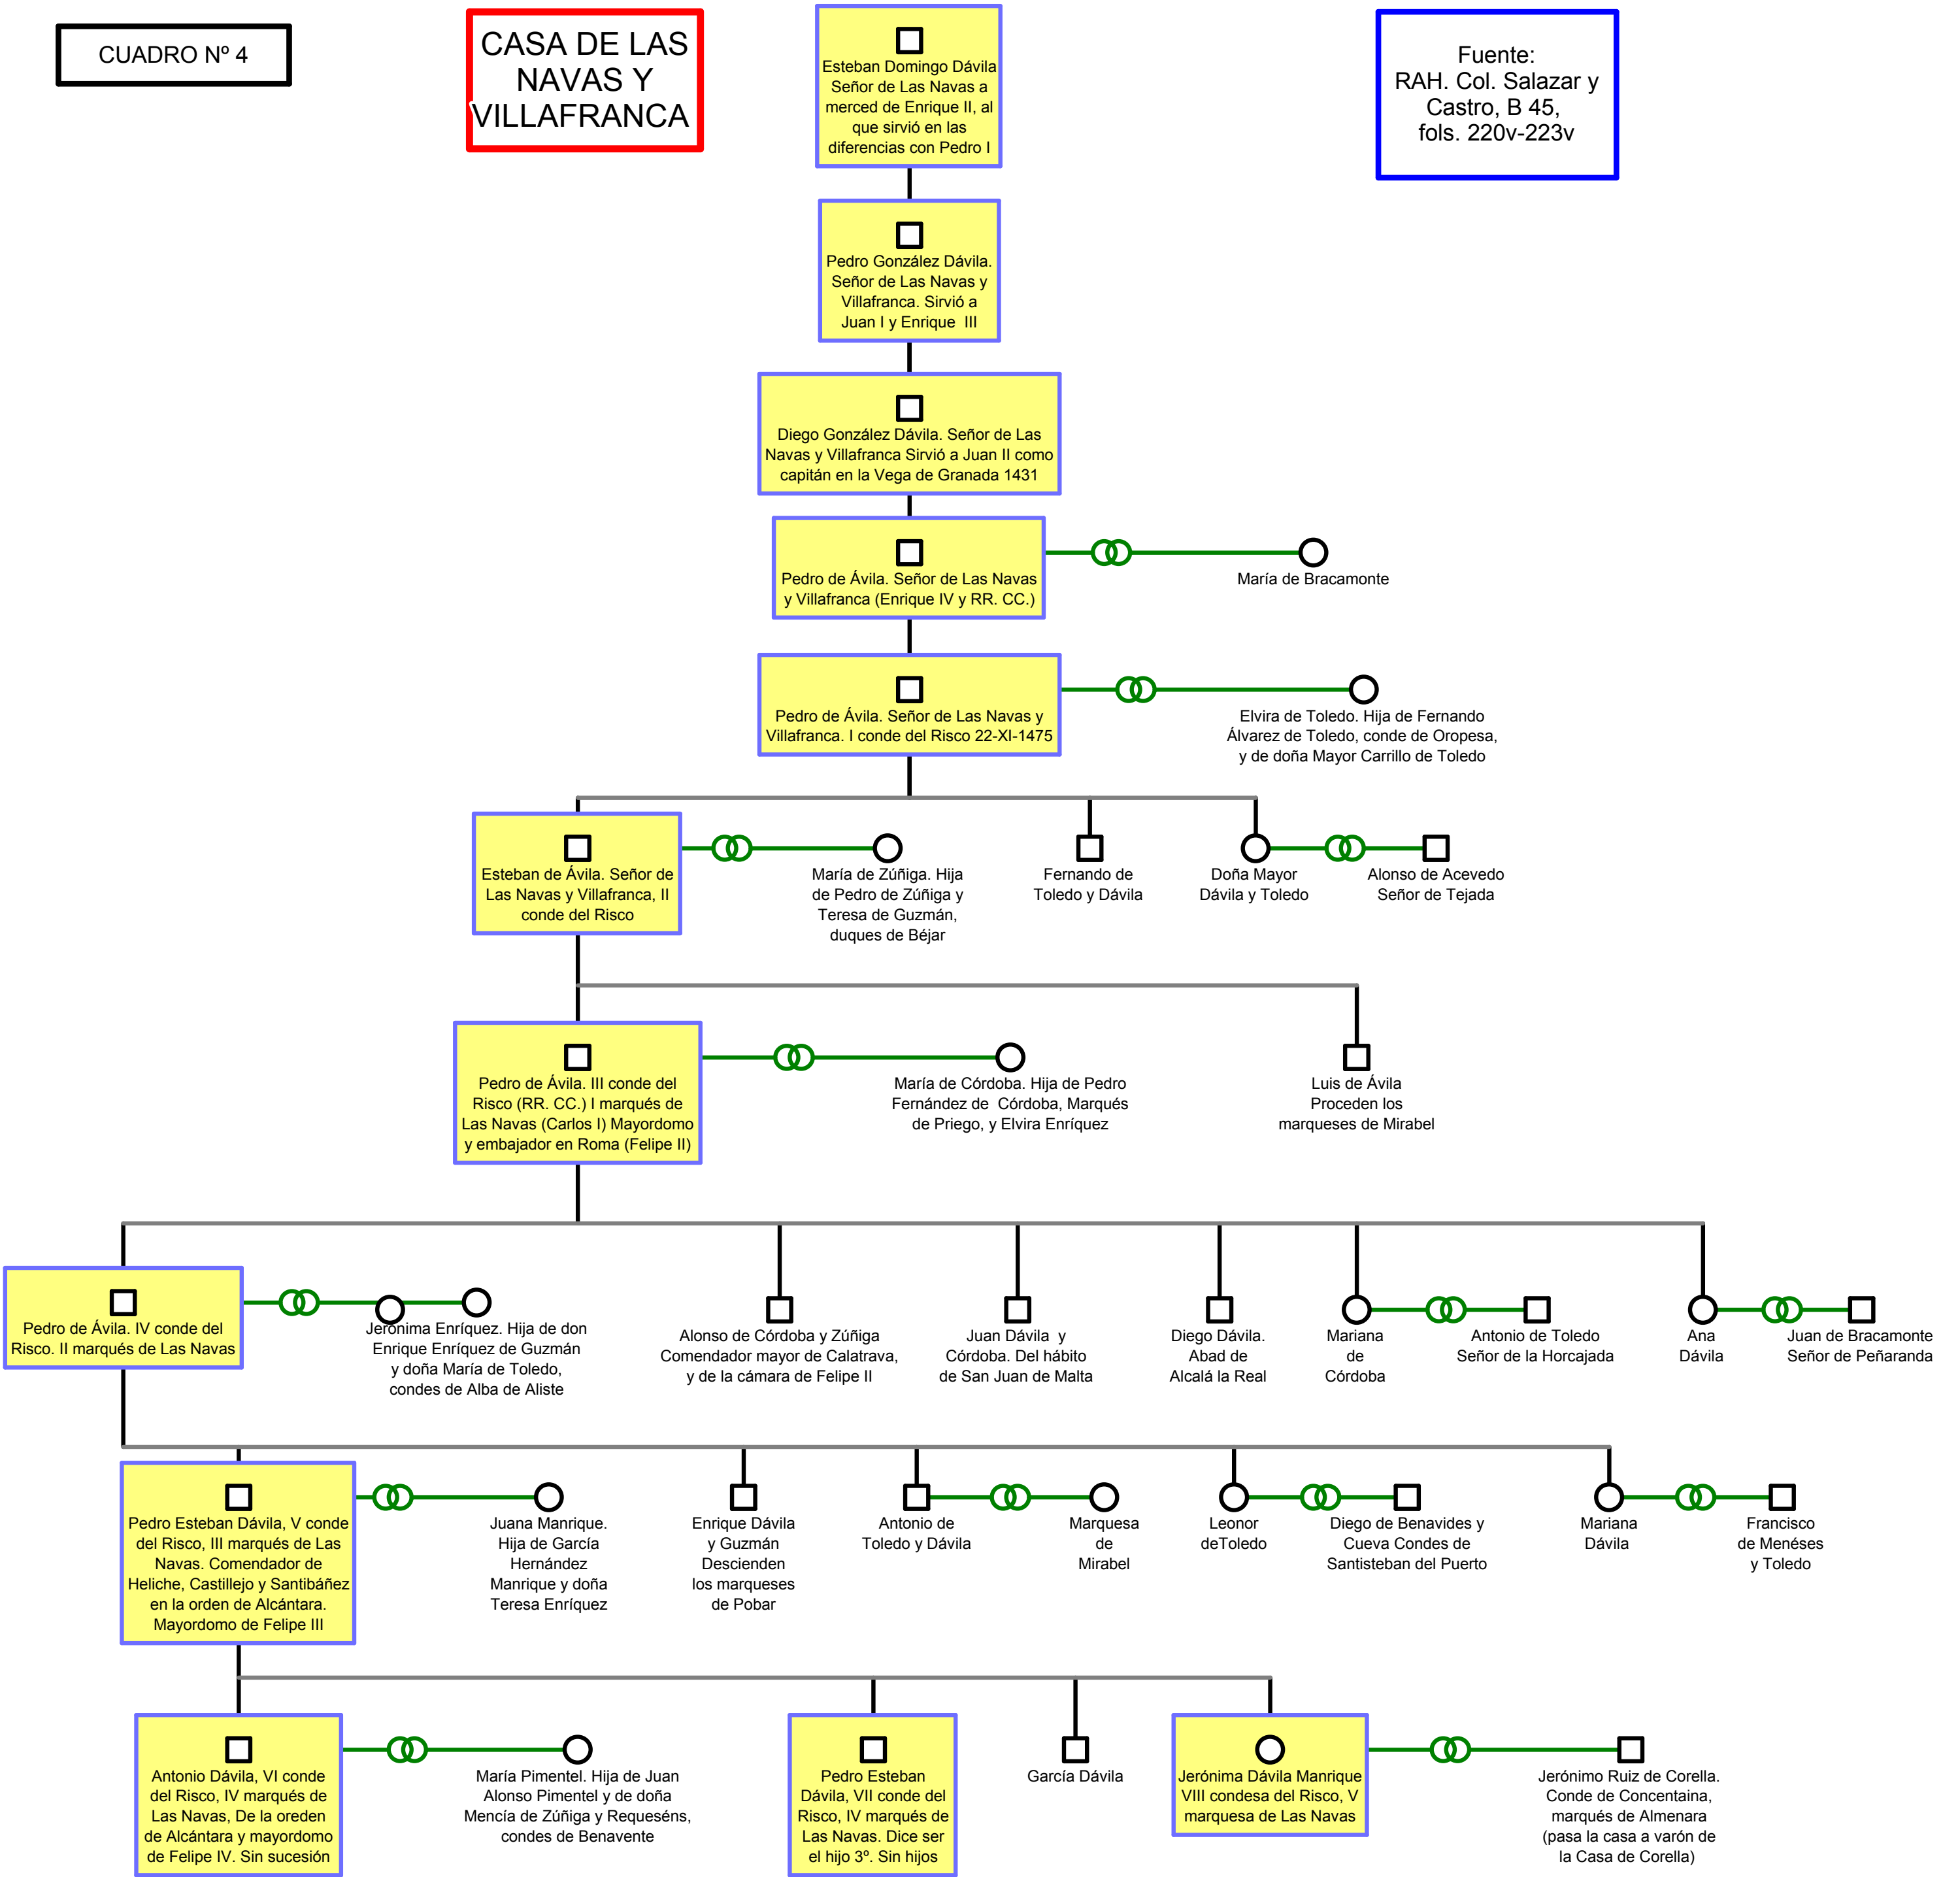 CUADRO Nº 4
CASA DE LAS
NAVAS Y
VILLAFRANCA
Esteban Domingo Dávila
Señor de Las Navas a
merced de Enrique II, al
que sirvió en las
diferencias con Pedro I
Fuente:
RAH. Col. Salazar y
Castro, B 45,
fols. 220v-223v
Pedro González Dávila.
Señor de Las Navas y
Villafranca. Sirvió a
Juan I y Enrique  III
Diego González Dávila. Señor de Las
Navas y Villafranca Sirvió a Juan II como
capitán en la Vega de Granada 1431
Pedro de Ávila. Señor de Las Navas
y Villafranca (Enrique IV y RR. CC.)
María de Bracamonte
Pedro de Ávila. Señor de Las Navas y
Villafranca. I conde del Risco 22-XI-1475
Elvira de Toledo. Hija de Fernando
Álvarez de Toledo, conde de Oropesa,
y de doña Mayor Carrillo de Toledo
Esteban de Ávila. Señor de
Las Navas y Villafranca, II
conde del Risco
María de Zúñiga. Hija
de Pedro de Zúñiga y
Teresa de Guzmán,
duques de Béjar
Fernando de
Toledo y Dávila
Doña Mayor
Dávila y Toledo
Alonso de Acevedo
Señor de Tejada
Pedro de Ávila. III conde del
Risco (RR. CC.) I marqués de
Las Navas (Carlos I) Mayordomo
y embajador en Roma (Felipe II)
María de Córdoba. Hija de Pedro
Fernández de  Córdoba, Marqués
de Priego, y Elvira Enríquez
Luis de Ávila
Proceden los
marqueses de Mirabel
Pedro de Ávila. IV conde del
Risco. II marqués de Las Navas
Jerónima Enríquez. Hija de don
Enrique Enríquez de Guzmán
y doña María de Toledo,
condes de Alba de Aliste
Alonso de Córdoba y Zúñiga
Comendador mayor de Calatrava,
y de la cámara de Felipe II
Juan Dávila  y
Córdoba. Del hábito
de San Juan de Malta
Diego Dávila.
Abad de
Alcalá la Real
Mariana
de
Córdoba
Antonio de Toledo
Señor de la Horcajada
Ana
Dávila
Juan de Bracamonte
Señor de Peñaranda
Pedro Esteban Dávila, V conde
del Risco, III marqués de Las
Navas. Comendador de
Heliche, Castillejo y Santibáñez
en la orden de Alcántara.
Mayordomo de Felipe III
Juana Manrique.
Hija de García
Hernández
Manrique y doña
Teresa Enríquez
Enrique Dávila
y Guzmán
Descienden
los marqueses
de Pobar
Antonio de
Toledo y Dávila
Marquesa
de
Mirabel
Leonor
deToledo
Diego de Benavides y
Cueva Condes de
Santisteban del Puerto
Mariana
Dávila
Francisco
de Menéses
y Toledo
Antonio Dávila, VI conde
del Risco, IV marqués de
Las Navas, De la oreden
de Alcántara y mayordomo
de Felipe IV. Sin sucesión
María Pimentel. Hija de Juan
Alonso Pimentel y de doña
Mencía de Zúñiga y Requeséns,
condes de Benavente
Pedro Esteban
Dávila, VII conde del
Risco, IV marqués de
Las Navas. Dice ser
el hijo 3º. Sin hijos
García Dávila
Jerónima Dávila Manrique
VIII condesa del Risco, V
marquesa de Las Navas
Jerónimo Ruiz de Corella.
Conde de Concentaina,
marqués de Almenara
(pasa la casa a varón de
la Casa de Corella)